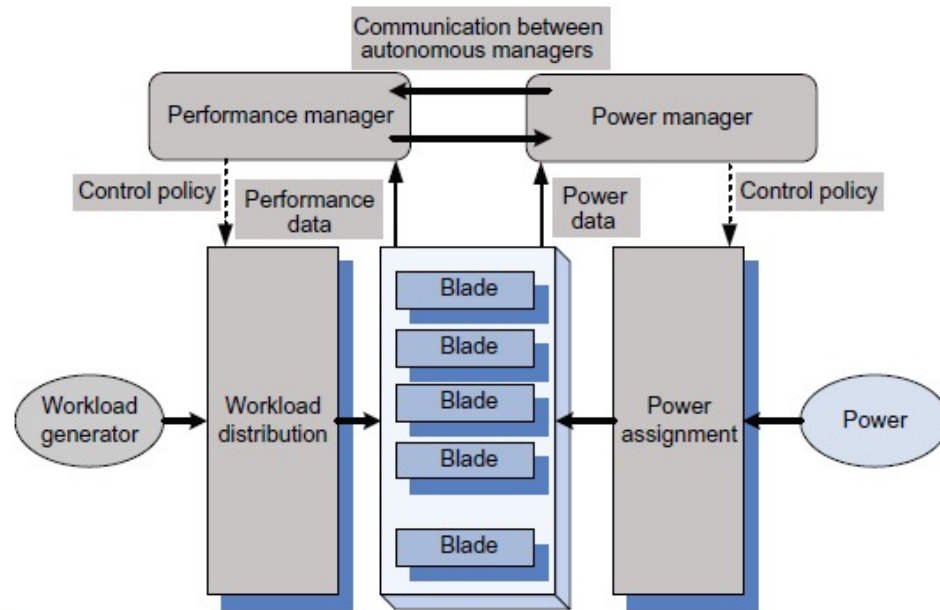 Communication between
autonomous managers
Performance manager
Power manager
Control policy
Performance
data
Power
data
Control policy
Blade
Blade
Blade
Blade
Blade
Workload
generator
Workload
distribution
Power
assignment
Power